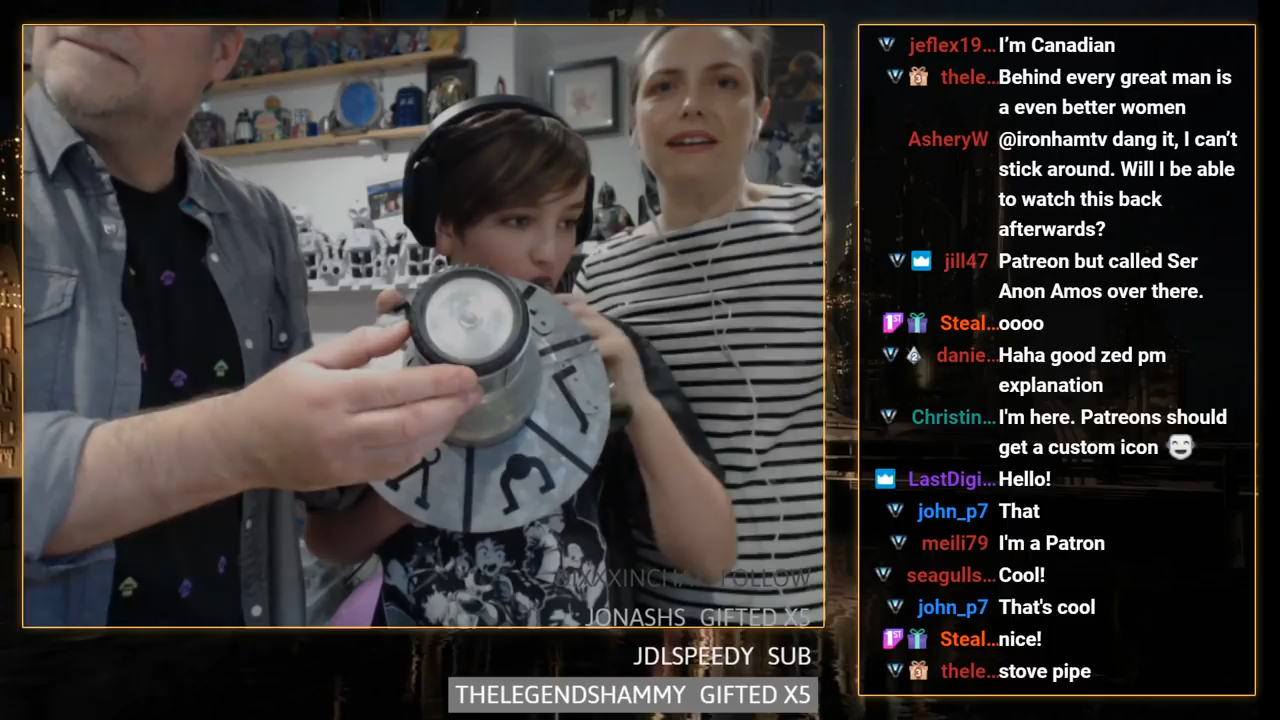 jeflex19… I’m Canadian
thele… Behind every great man is
a even better women
AsheryW @ironhamtv dang it, I can’t
stick around. Will I be able
to watch this back
afterwards?
jill47 Patreon but called Ser
Anon Amos over there.
Steal… oooo
danie… Haha good zed pm
explanation
Christin… I'm here. Patreons should
get a custom icon
LastDigi… Hello!
john_p7 That
meili79 I'm a Patron
seagulls… Cool!
john_p7 That's cool
Steal… nice!
thele… stove pipe
FOLLOW
JONASHS GIFTED X5
JDLSPEEDY SUB
THELEGENDSHAMMY GIFTED X5